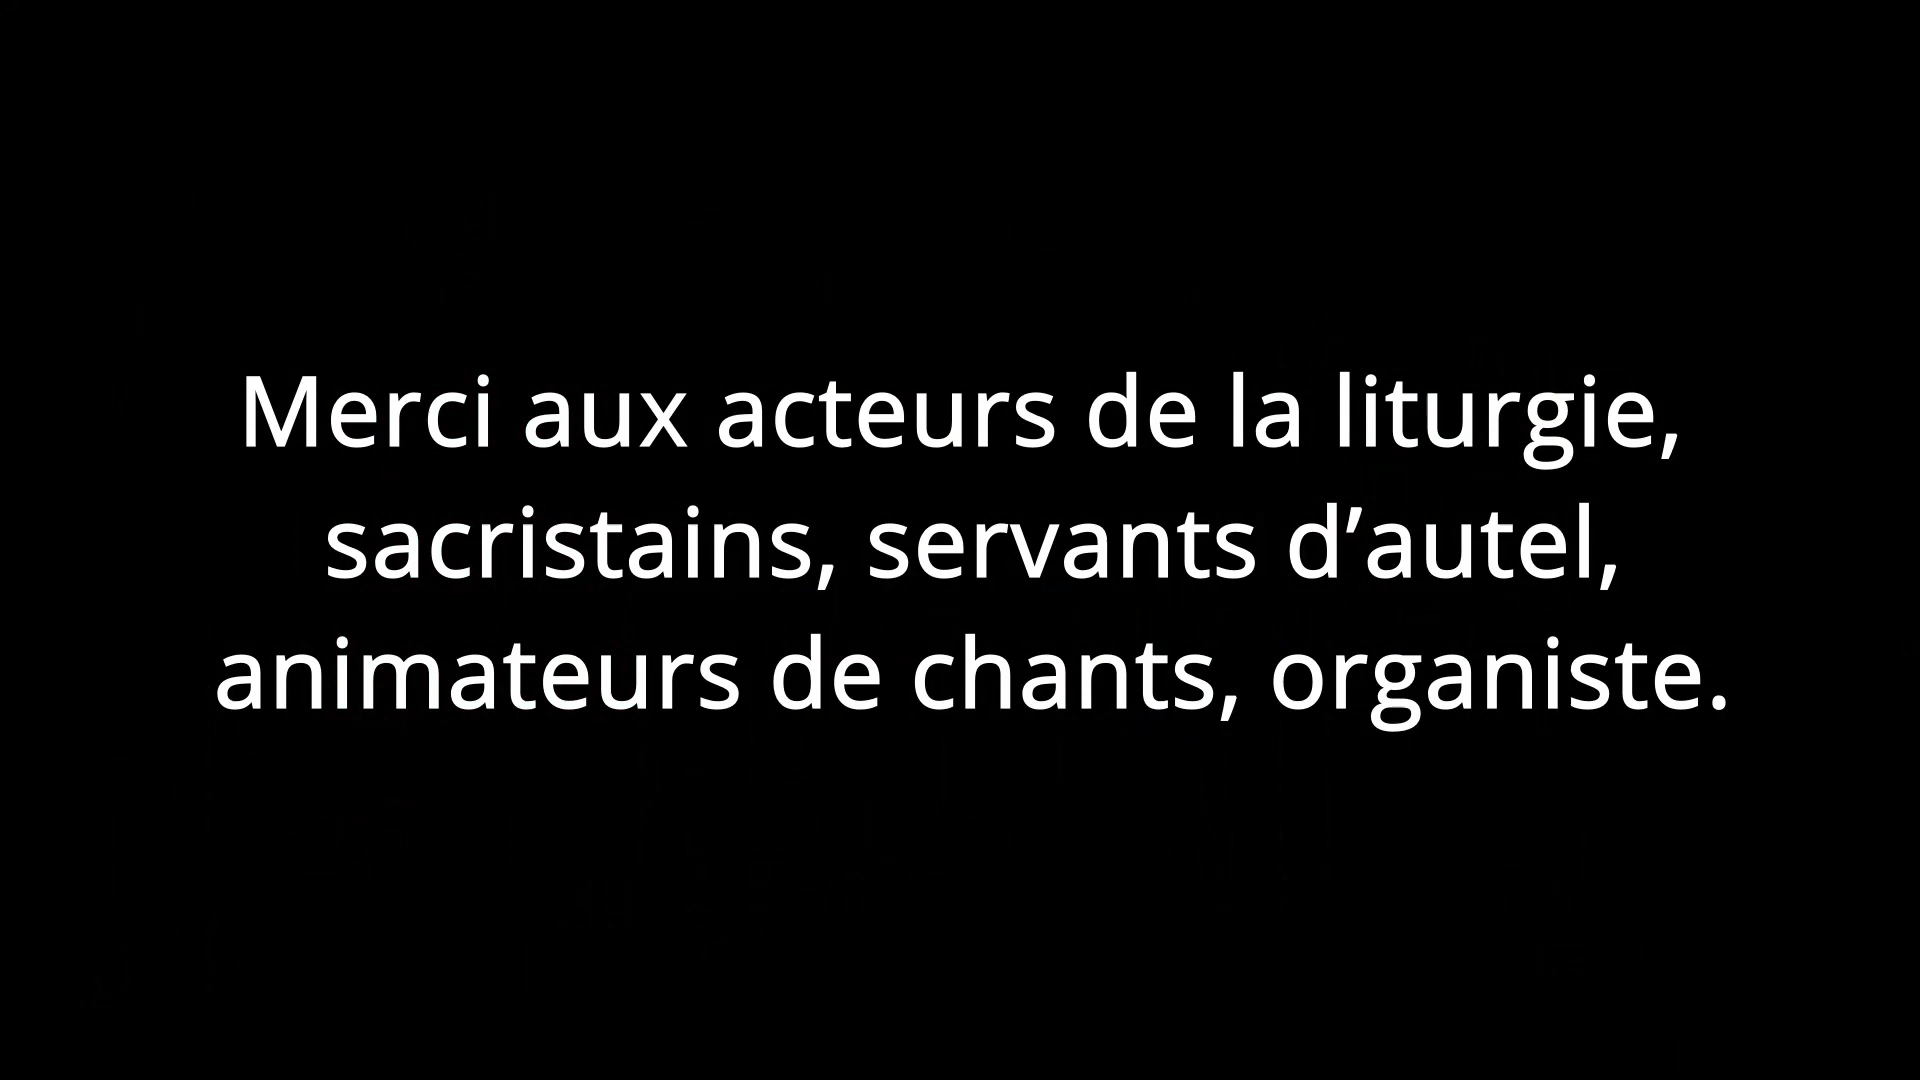 Merci aux acteurs de la liturgie,
sacristains, servants d’autel,
animateurs de chants, organiste.